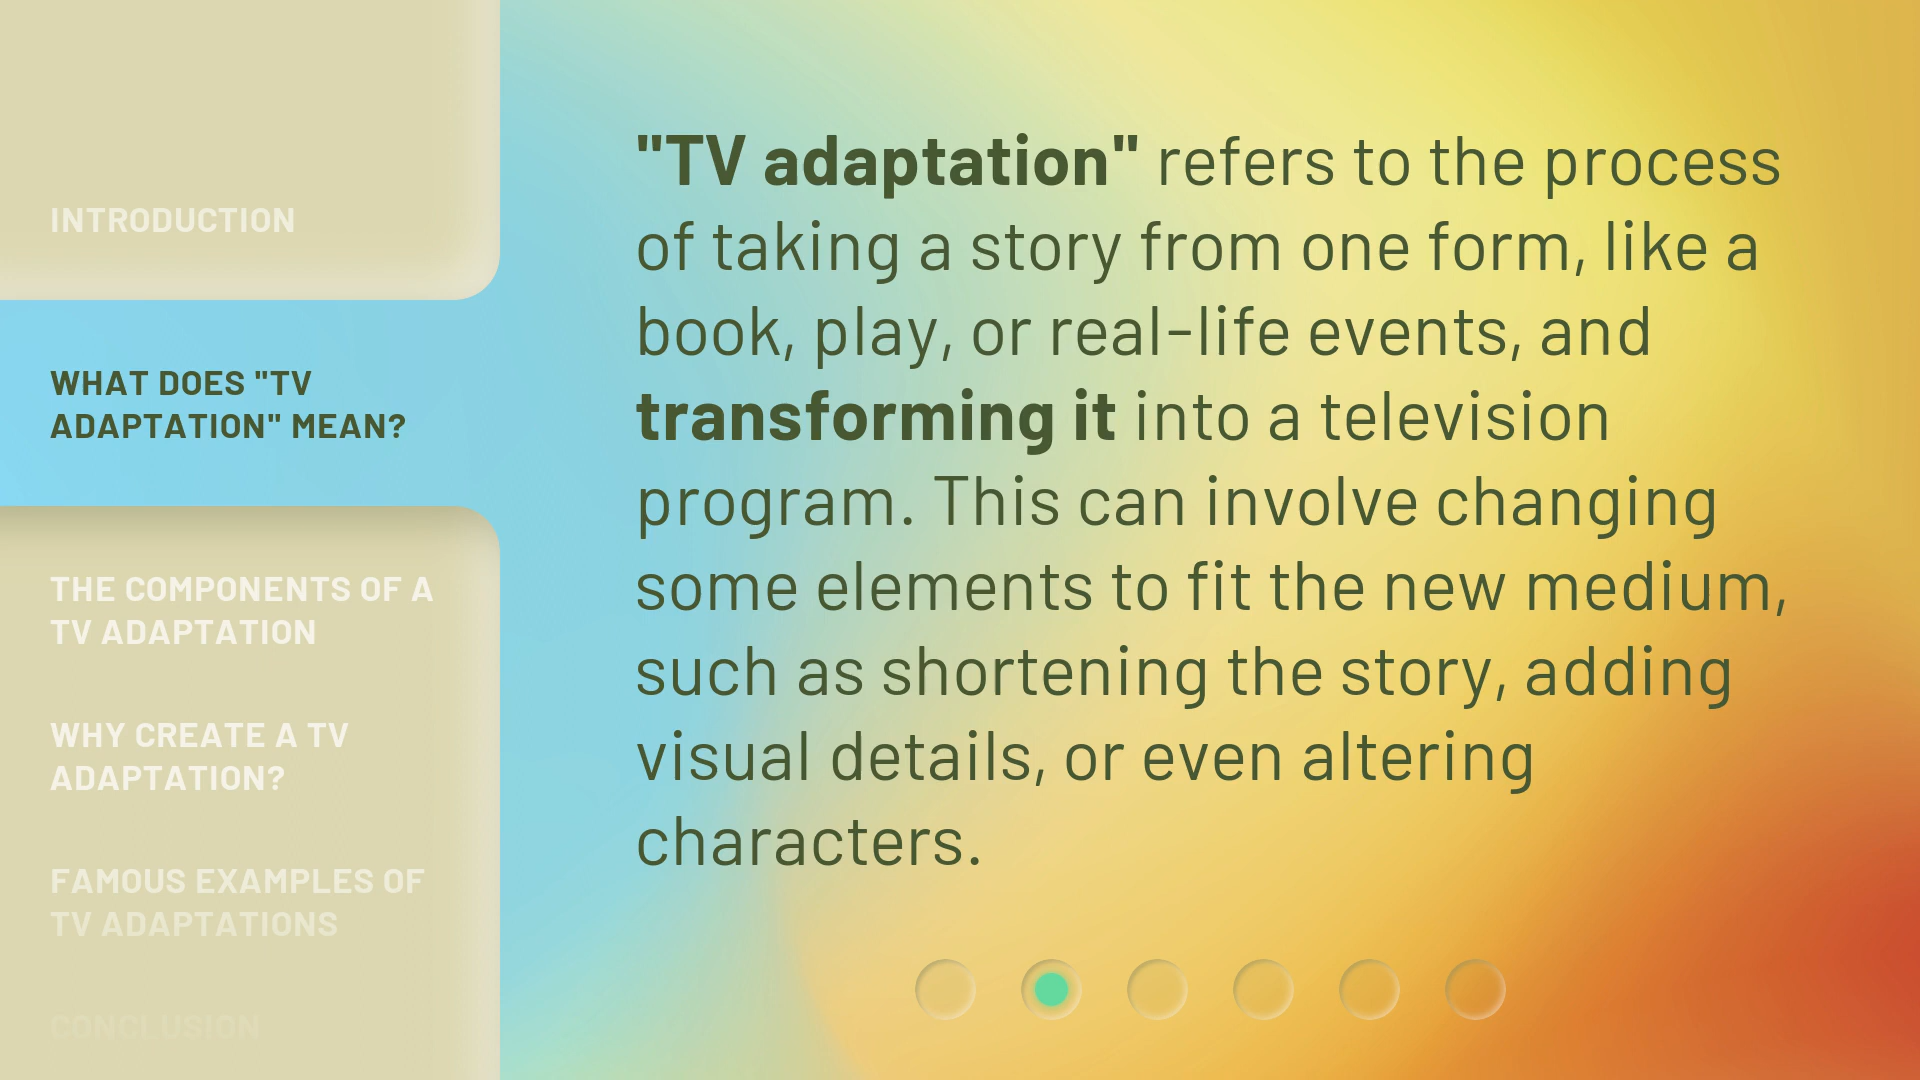 INTRODUCTION
WHAT DOES "TV
ADAPTATION" MEAN?
THE COMPONENTS OF A
TV ADAPTATION
WHY CREATE A TV
ADAPTATION?
FAMOUS EXAMPLES OF
TV ADAPTATIONS
CONCLUSION
"TV adaptation" refers to the process
of taking a story from one form, like a
book, play, or real-life events, and
transforming it into a television
program. This can involve changing
some elements to fit the new medium,
such as shortening the story, adding
visual details, or even altering
characters.